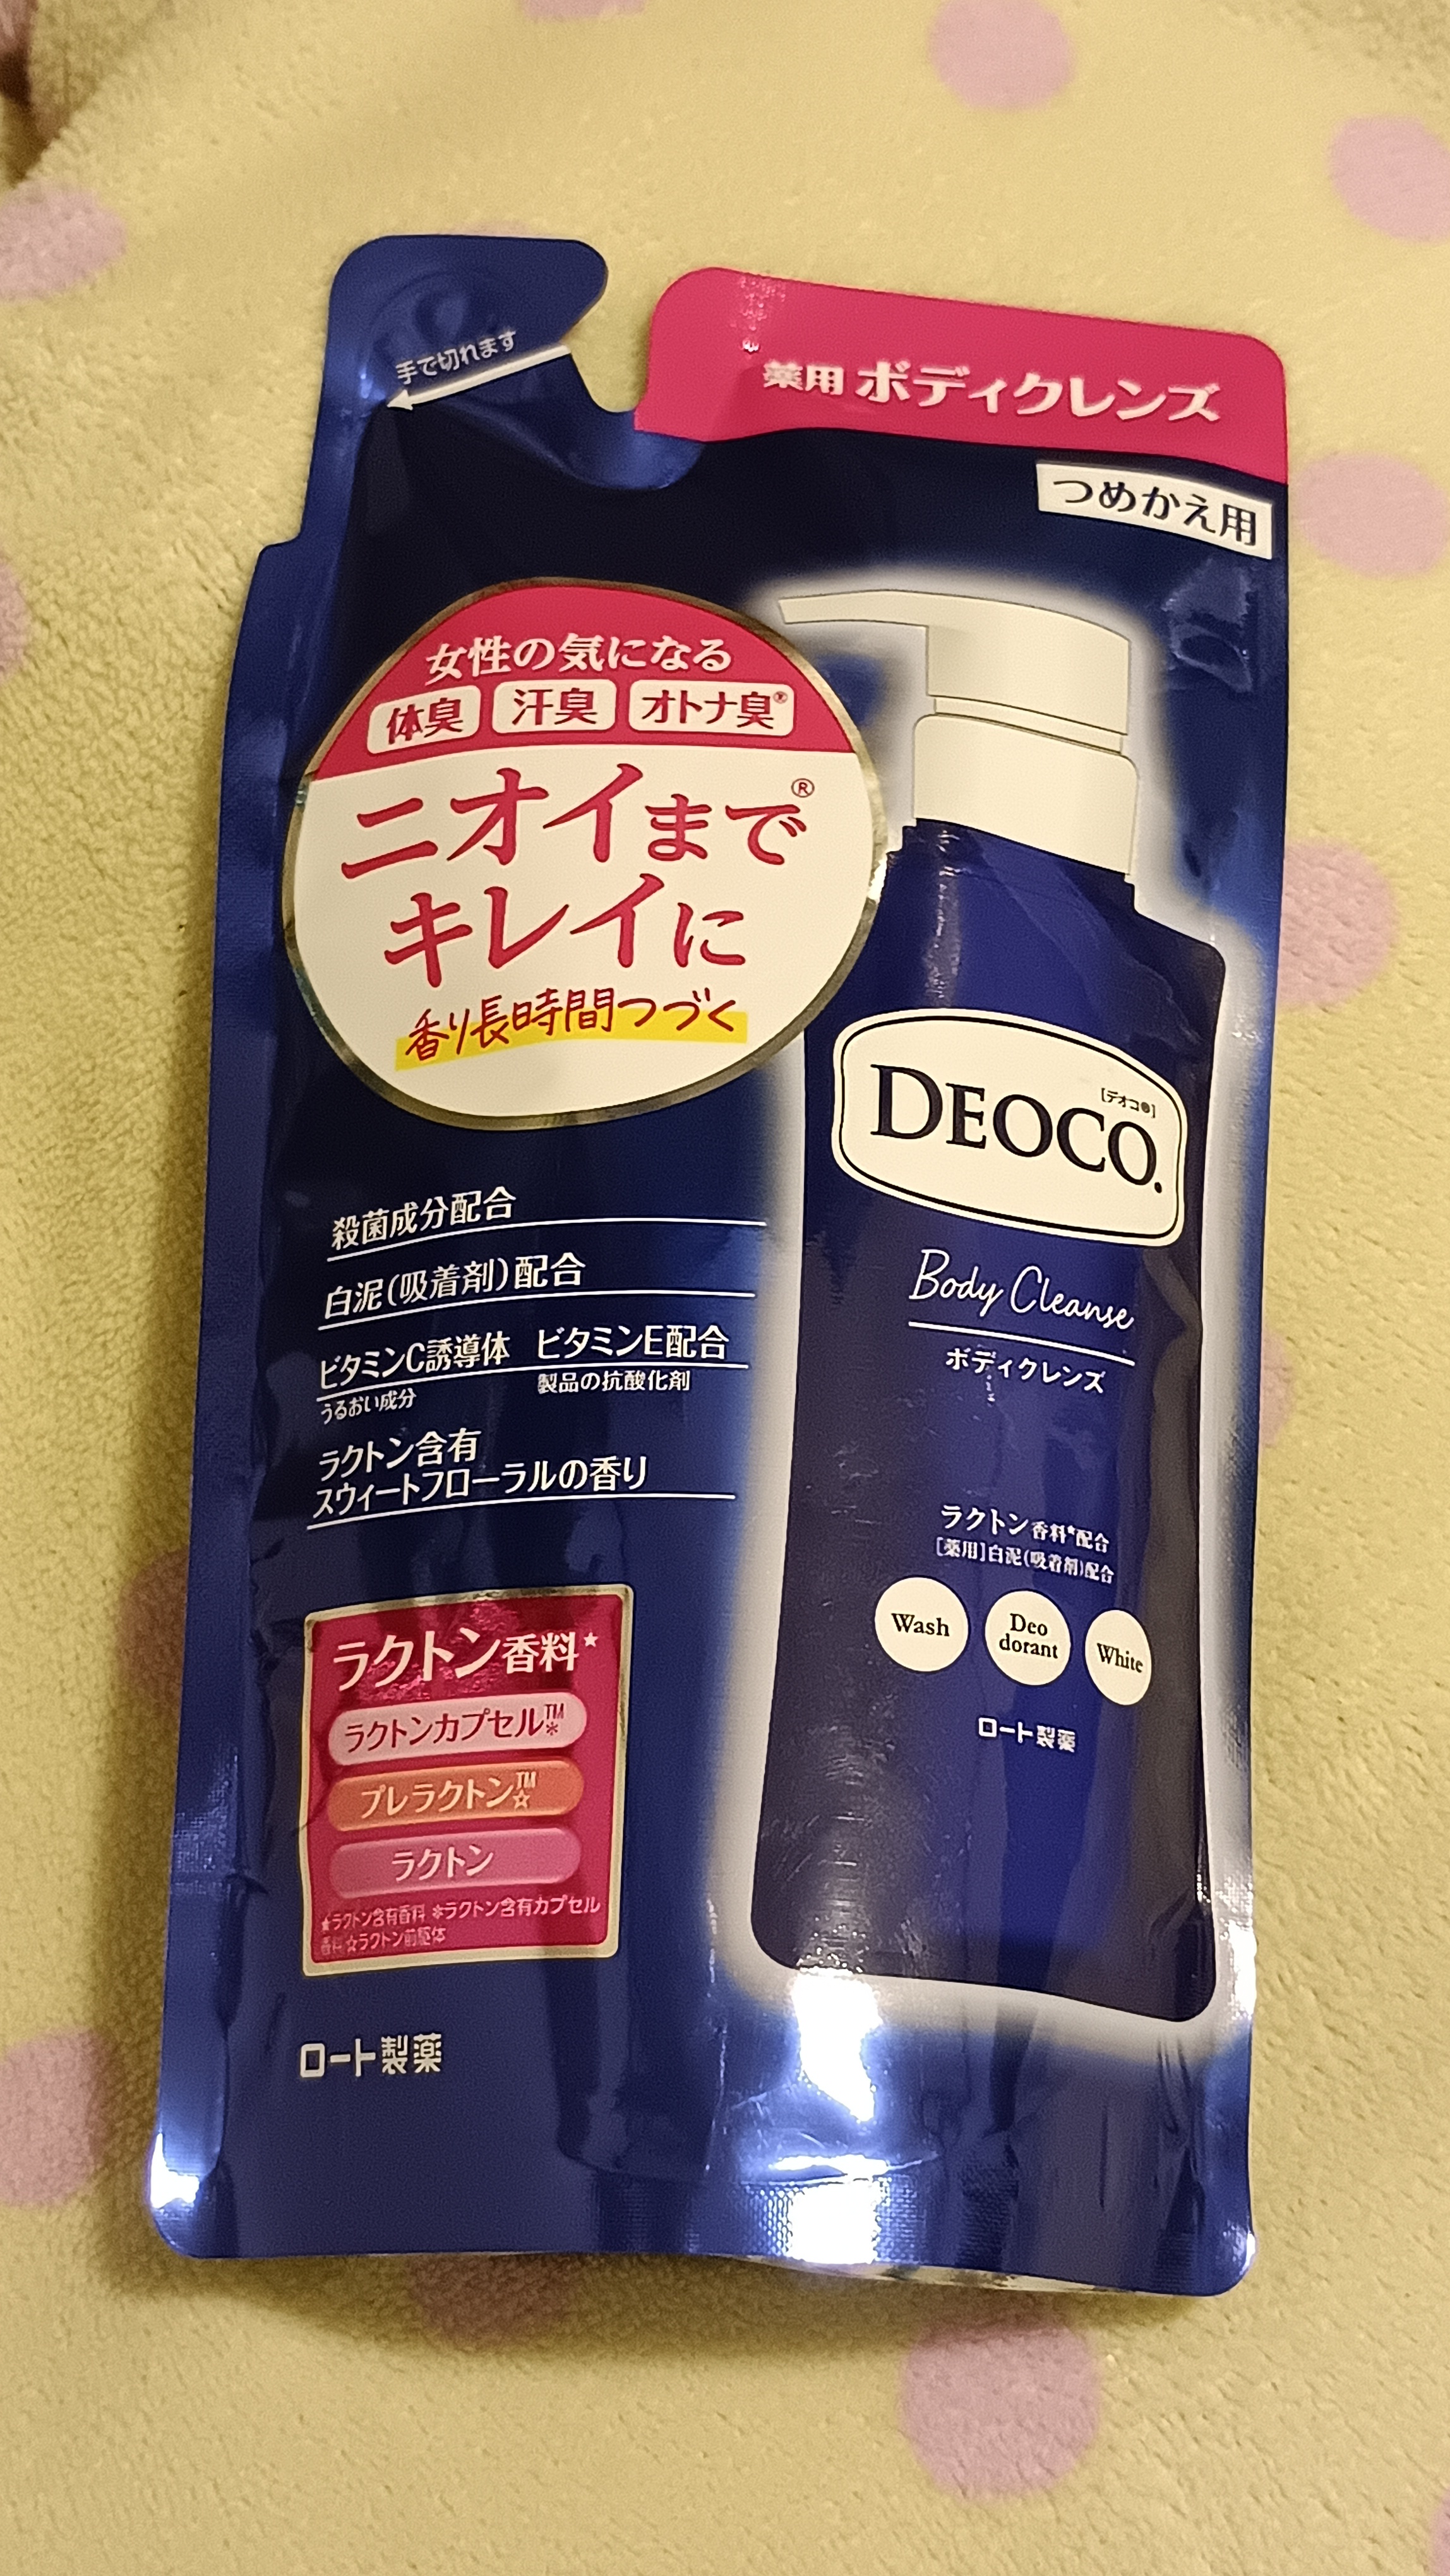 手で切れます
薬用 ボディクレンズ
つめかえ用
女性の気になる
体臭 汗臭 オトナ臭®
ニオイまで®
キレイに
香り長時間つづく
殺菌成分配合
白泥(吸着剤)配合
ビタミンC誘導体 ビタミンE配合
うるおい成分 製品の抗酸化剤
ラクトン含有
スウィートフローラルの香り
ラクトン香料★
ラクトンカプセル™※
プレラクトン™☆
ラクトン
★ラクトン含有香料 ※ラクトン含有カプセル
香料 ☆ラクトン前駆体
ロート製薬
[デオコ®]
DEOCO.
Body Cleanse
ボディクレンズ
ラクトン香料*配合
[薬用]白泥(吸着剤)配合
Wash
Deo
dorant
White
ロート製薬